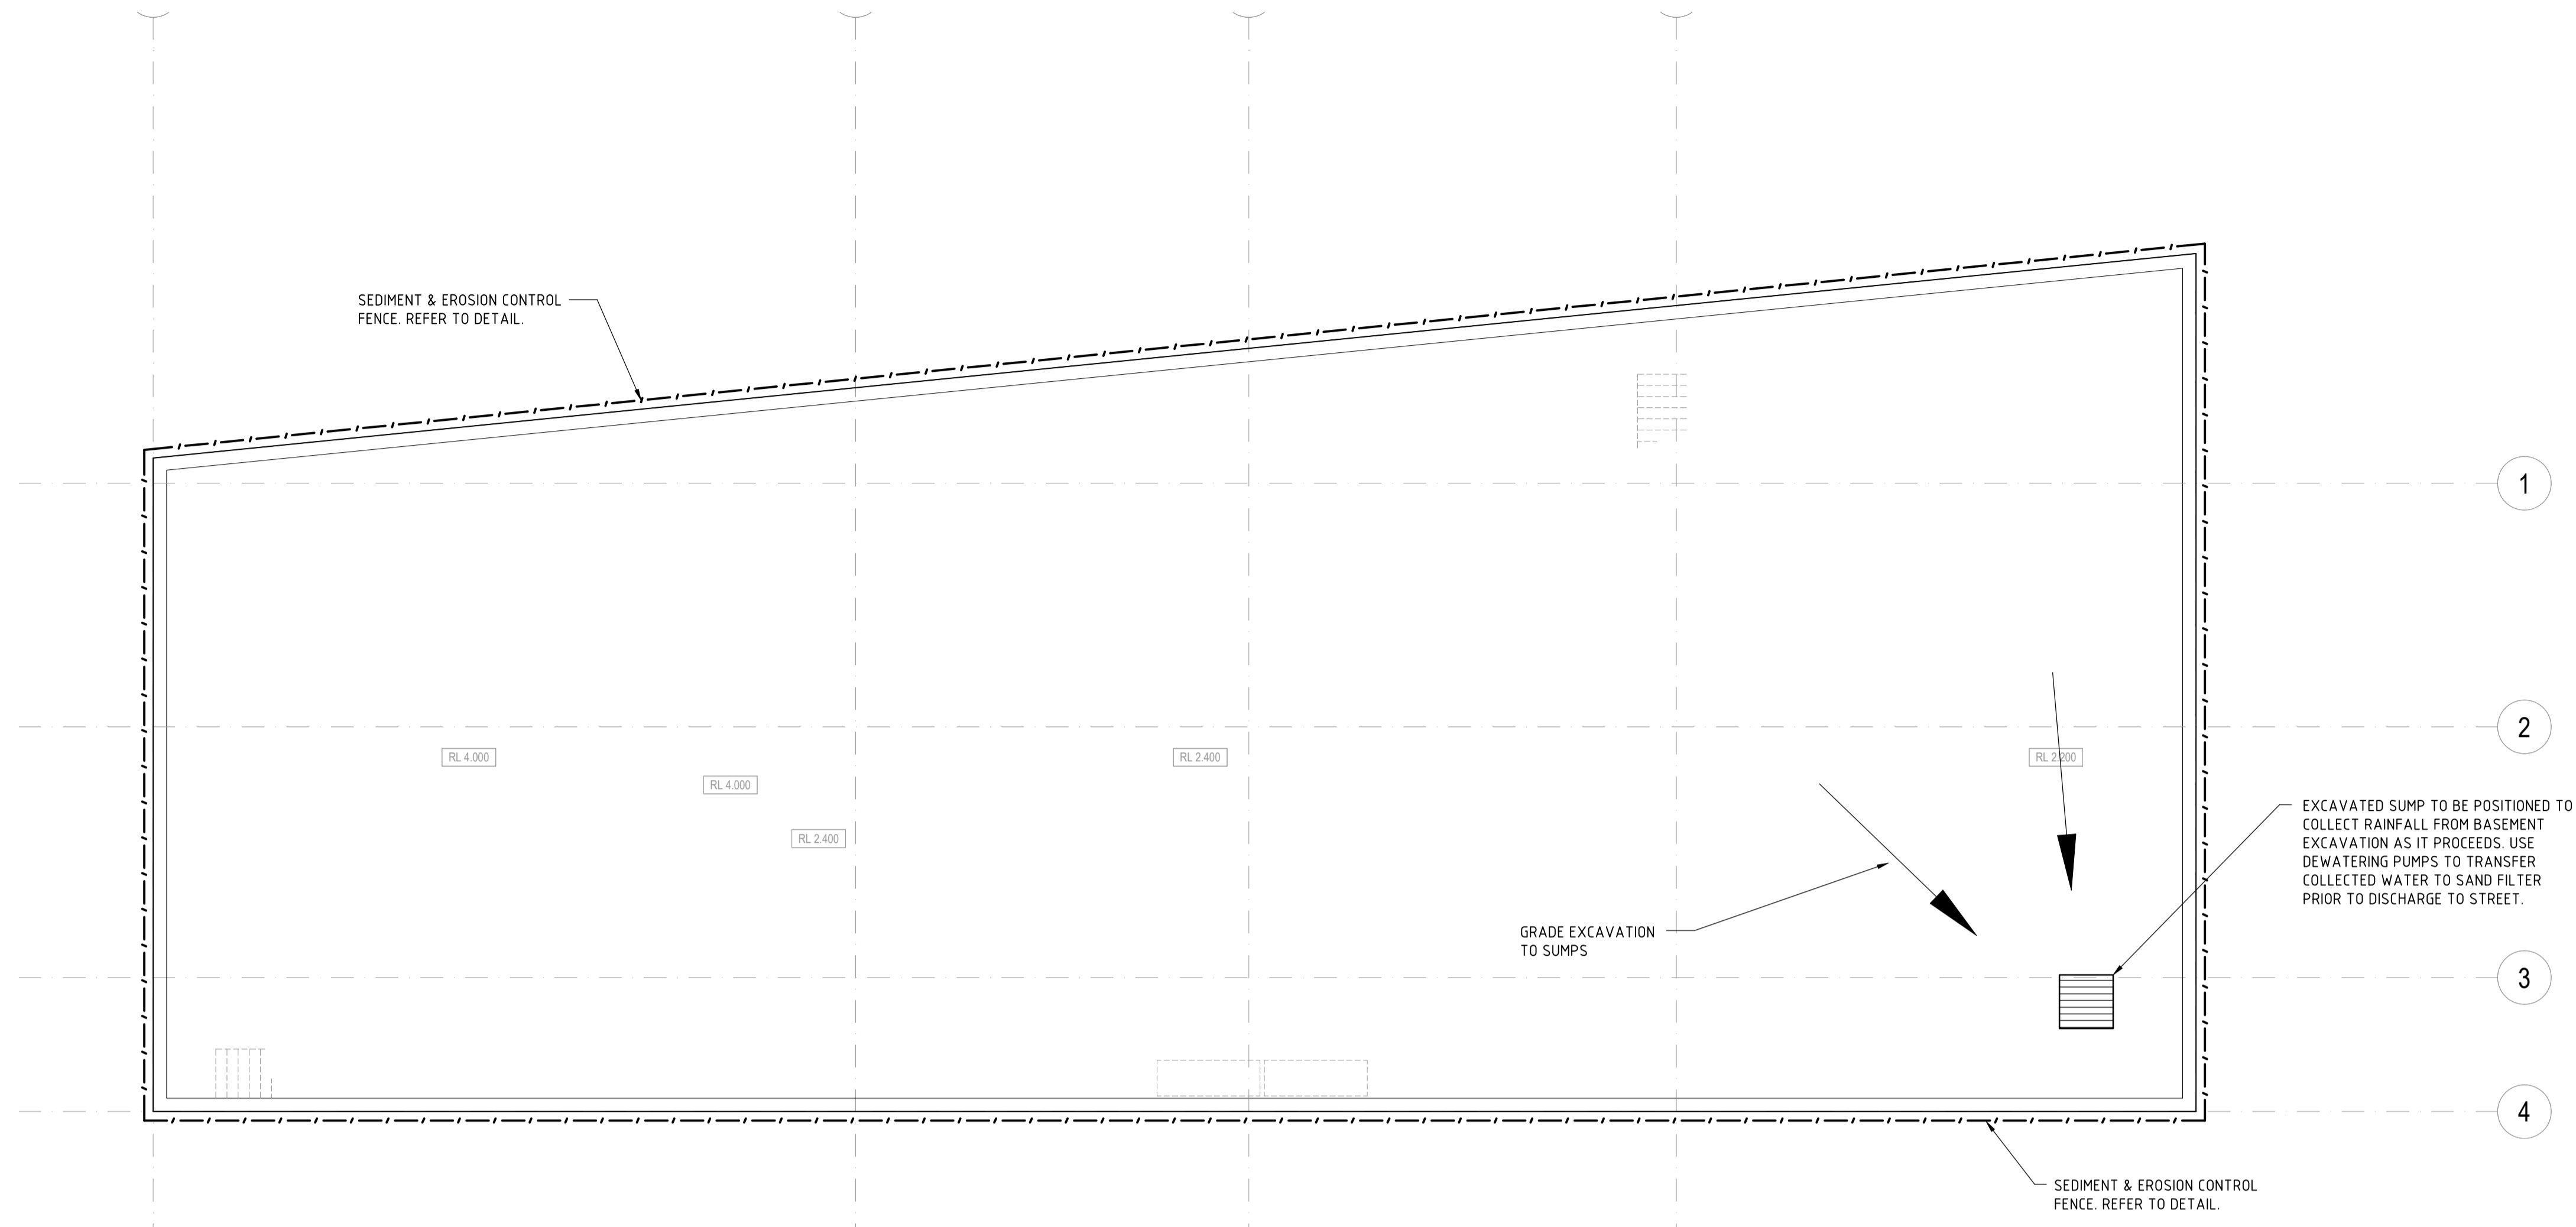 SEDIMENT & EROSION CONTROL
FENCE. REFER TO DETAIL.
1
2
RL 4.000
RL 2.400
RL 2.200
RL 4.000
RL 2.400
EXCAVATED SUMP TO BE POSITIONED TO
COLLECT RAINFALL FROM BASEMENT
EXCAVATION AS IT PROCEEDS. USE
DEWATERING PUMPS TO TRANSFER
COLLECTED WATER TO SAND FILTER
PRIOR TO DISCHARGE TO STREET.
GRADE EXCAVATION
TO SUMPS
3
4
SEDIMENT & EROSION CONTROL
FENCE. REFER TO DETAIL.